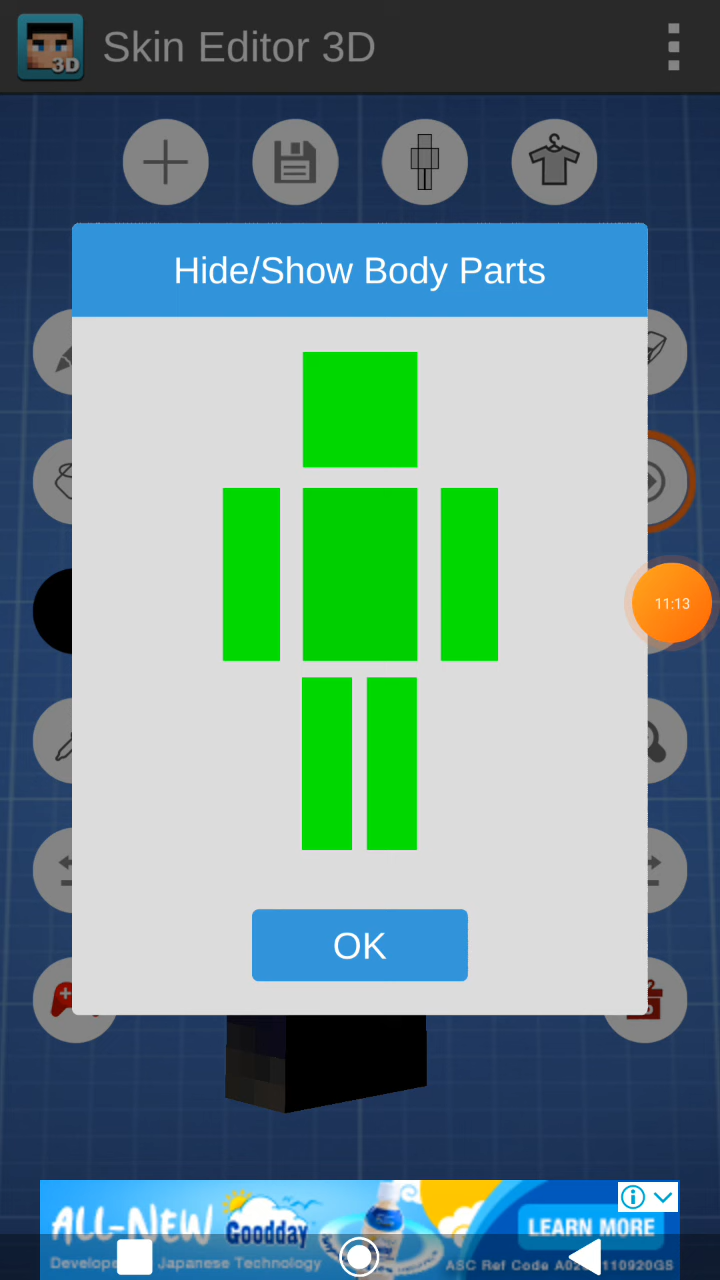 3D
Skin Editor 3D
Hide/Show Body Parts
11:13
OK
ALL-NEW
Goodday
LEARN MORE
Japanese Technology
ASC Ref Code